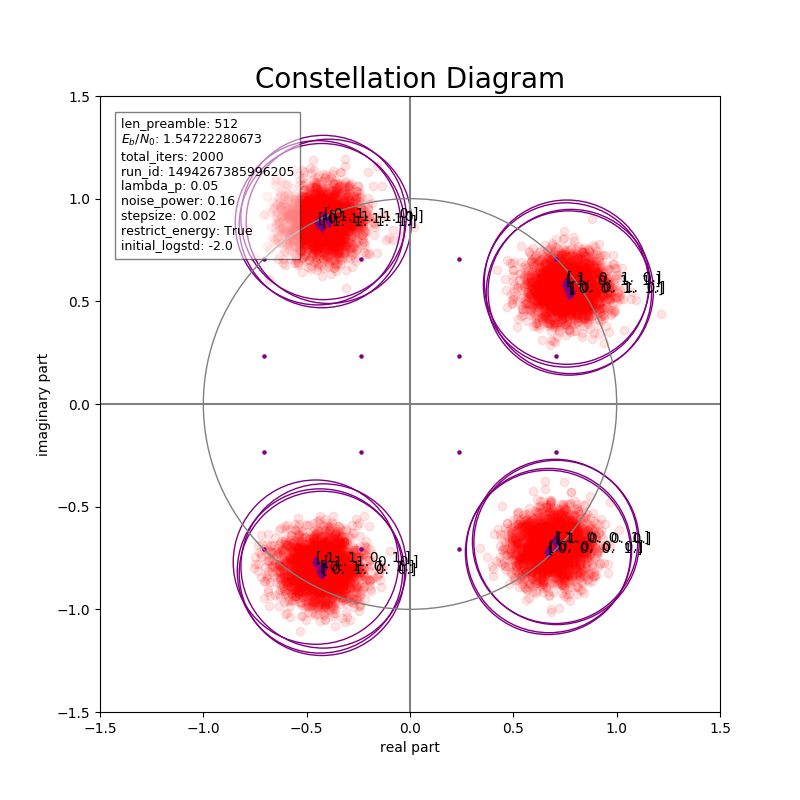 Constellation Diagram
1.5
1.0
0.5
0.0
−0.5
−1.0
−1.5
imaginary part
len_preamble: 512
E_b/N_0: 1.54722280673
total_iters: 2000
run_id: 1494267385996205
lambda_p: 0.05
noise_power: 0.16
stepsize: 0.002
restrict_energy: True
initial_logstd: -2.0
−1.5
−1.0
−0.5
0.0
0.5
1.0
1.5
real part